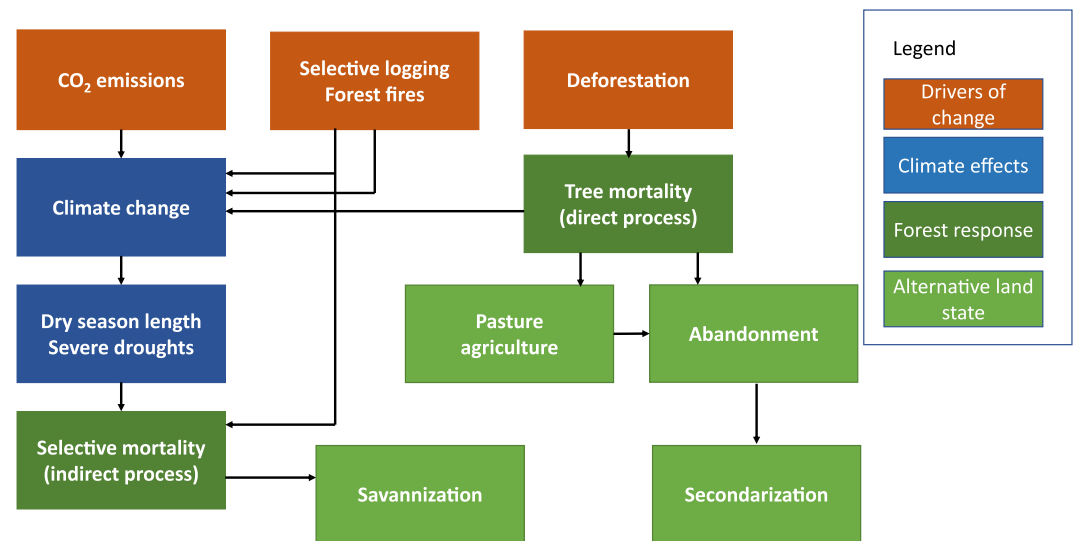 CO₂ emissions
Selective logging
Forest fires
Deforestation
Legend
Drivers of
change
Climate effects
Forest response
Alternative land
state
Climate change
Tree mortality
(direct process)
Dry season length
Severe droughts
Pasture
agriculture
Abandonment
Selective mortality
(indirect process)
Savannization
Secondarization